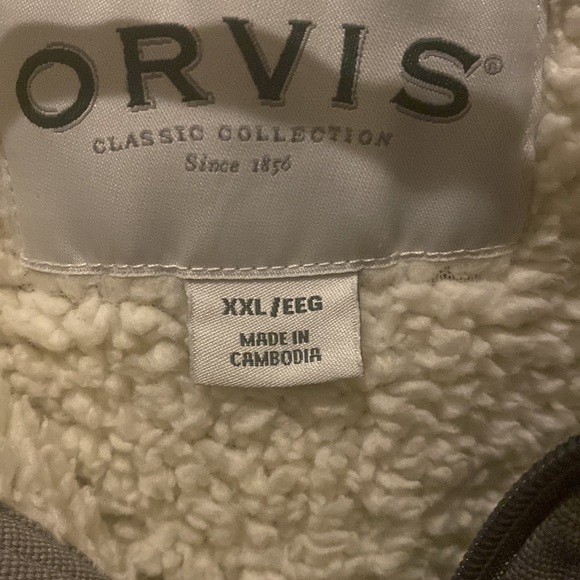 ORVIS®
CLASSIC COLLECTION
Since 1856
XXL/EEG
MADE IN
CAMBODIA